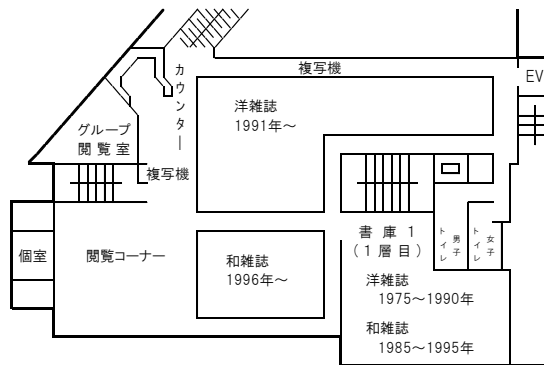 複写機
EV
カウンター
洋雑誌
1991年～
グループ
閲覧室
複写機
書庫1
(1層目)
男子
トイレ
女子
トイレ
個室
閲覧コーナー
和雑誌
1996年～
洋雑誌
1975～1990年
和雑誌
1985～1995年